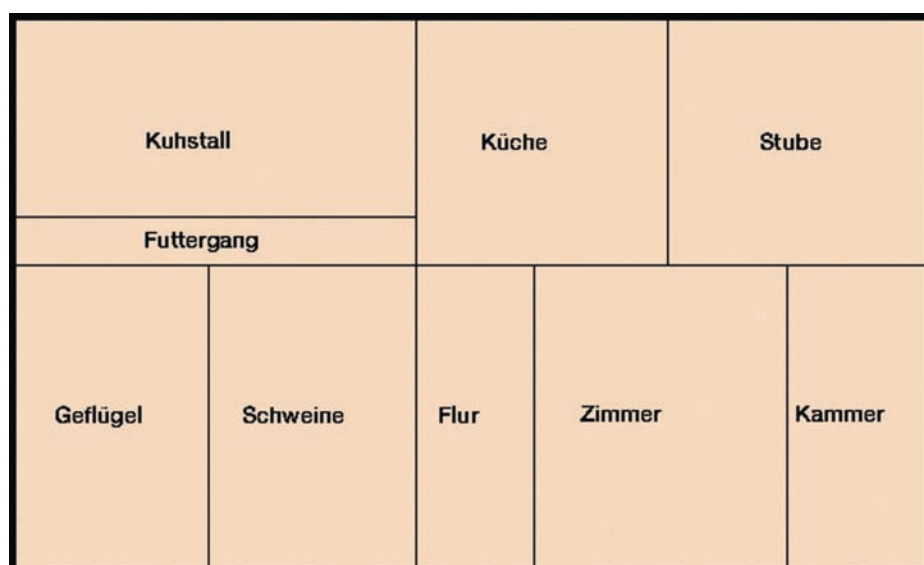 Kuhstall
Küche
Stube
Futtergang
Geflügel
Schweine
Flur
Zimmer
Kammer